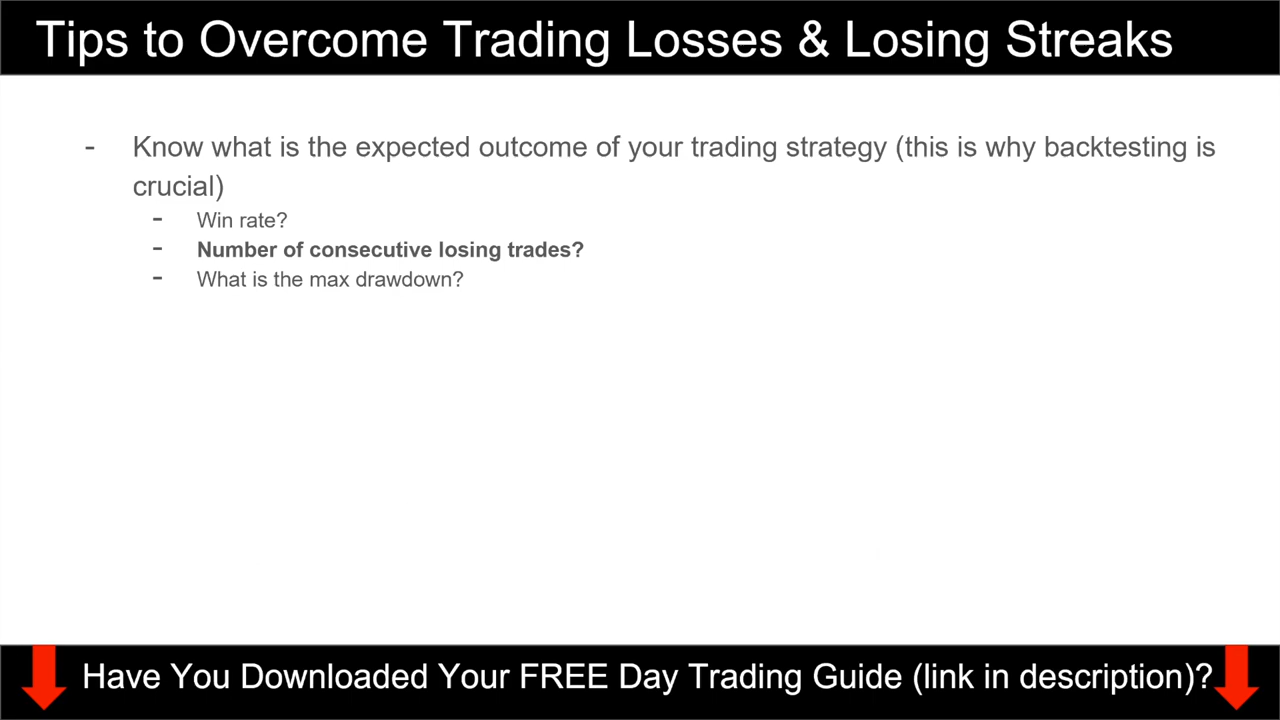 Tips to Overcome Trading Losses & Losing Streaks
- Know what is the expected outcome of your trading strategy (this is why backtesting is
crucial)
- Win rate?
- Number of consecutive losing trades?
- What is the max drawdown?
Have You Downloaded Your FREE Day Trading Guide (link in description)?